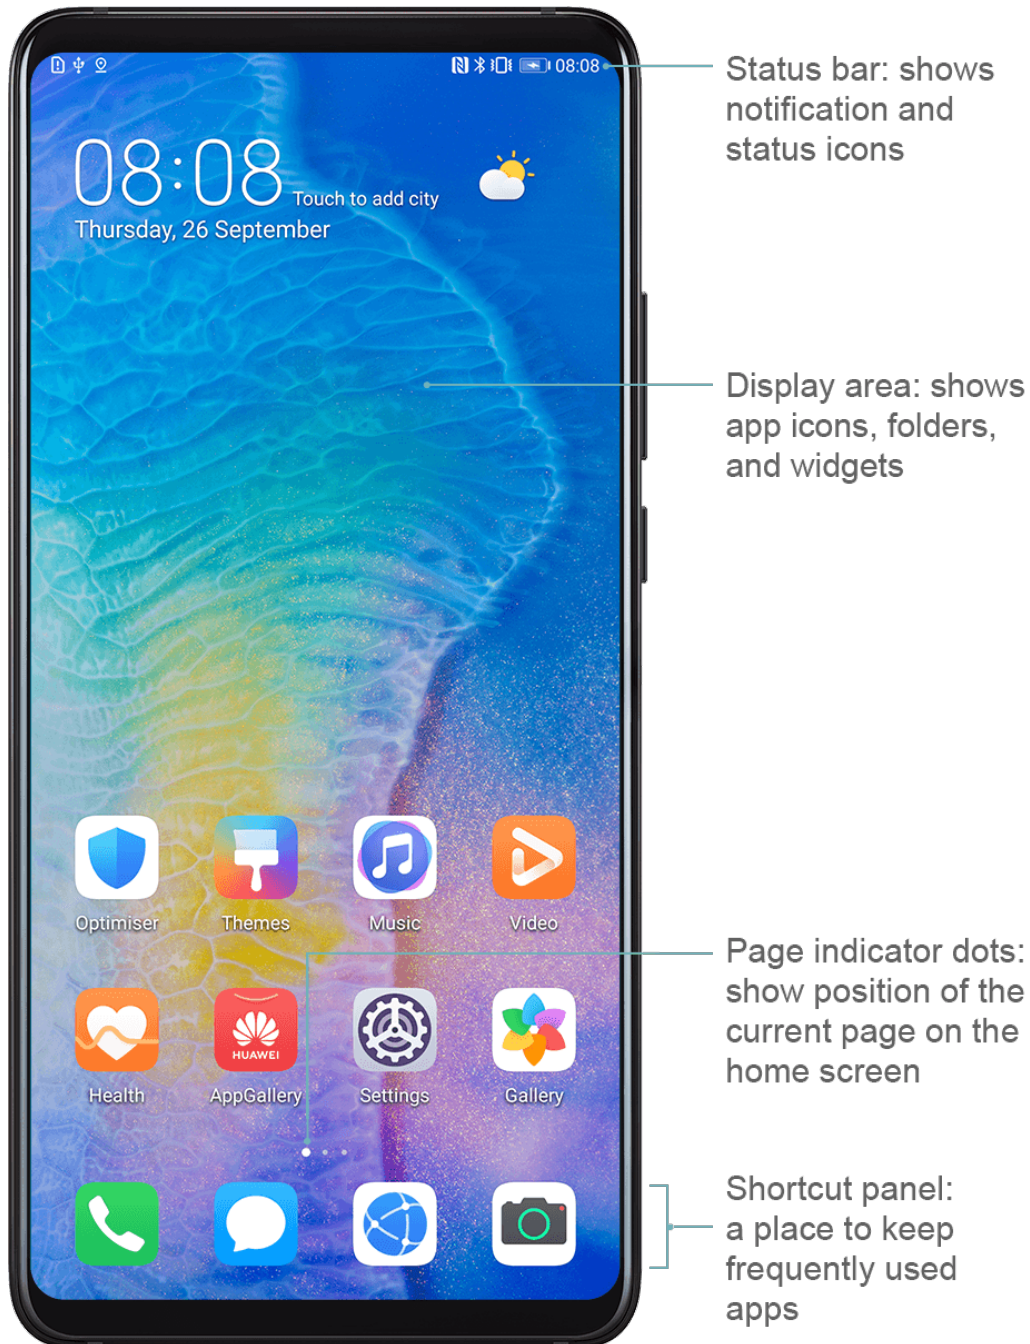 08:08
Status bar: shows
notification and
status icons
08:08 Touch to add city
Thursday, 26 September
Display area: shows
app icons, folders,
and widgets
Optimiser Themes Music Video
Page indicator dots:
show position of the
current page on the
home screen
HUAWEI
Health AppGallery Settings Gallery
Shortcut panel:
a place to keep
frequently used
apps